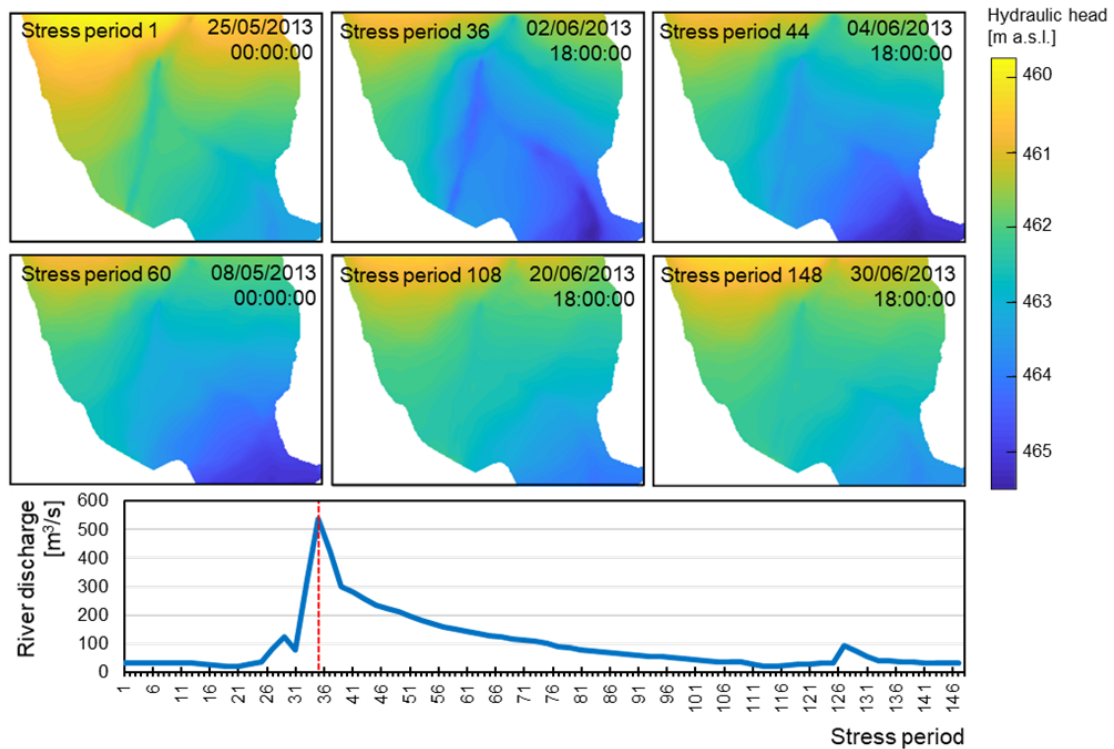 Stress period 1
25/05/2013
00:00:00
Stress period 36
02/06/2013
18:00:00
Stress period 44
04/06/2013
18:00:00
Hydraulic head
[m a.s.l.]
460
461
462
463
464
465
Stress period 60
08/05/2013
00:00:00
Stress period 108
20/06/2013
18:00:00
Stress period 148
30/06/2013
18:00:00
River discharge
[m³/s]
600
500
400
300
200
100
0
1 6 11 16 21 26 31 36 41 46 51 56 61 66 71 76 81 86 91 96 101 106 111 116 121 126 131 136 141 146
Stress period